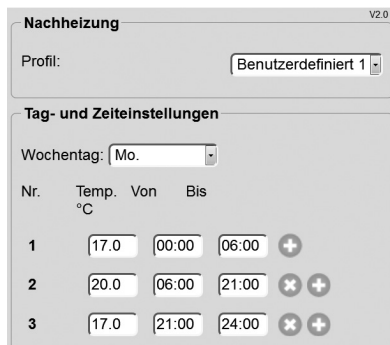 V2.0
Nachheizung
Profil: Benutzerdefiniert 1
Tag- und Zeiteinstellungen
Wochentag: Mo.
Nr. Temp. Von Bis
°C
1 17.0 00:00 06:00
2 20.0 06:00 21:00
3 17.0 21:00 24:00